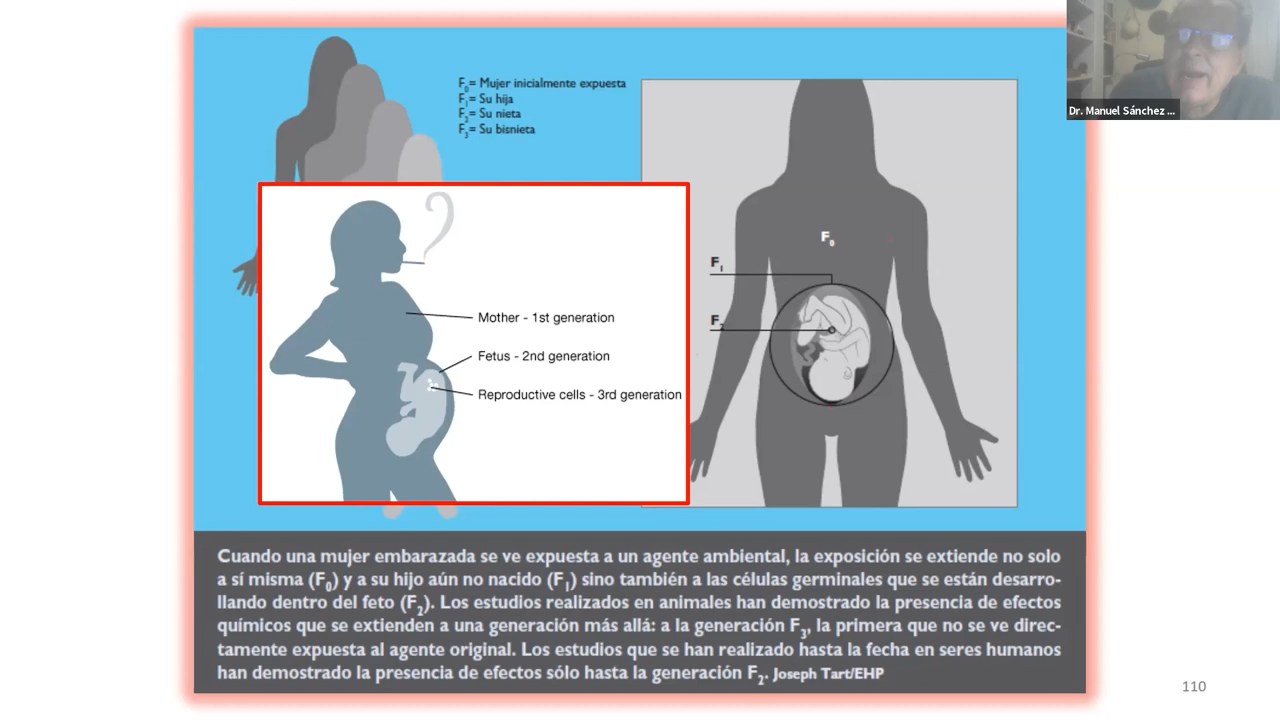 Dr. Manuel Sánchez ...
F0= Mujer inicialmente expuesta
F1= Su hija
F2= Su nieta
F3= Su bisnieta
F0
F1
F2
Mother - 1st generation
Fetus - 2nd generation
Reproductive cells - 3rd generation
Cuando una mujer embarazada se ve expuesta a un agente ambiental, la exposición se extiende no solo
a sí misma (F0) y a su hijo aún no nacido (F1) sino también a las células germinales que se están desarro-
llando dentro del feto (F2). Los estudios realizados en animales han demostrado la presencia de efectos
químicos que se extienden a una generación más allá: a la generación F3, la primera que no se ve direc-
tamente expuesta al agente original. Los estudios que se han realizado hasta la fecha en seres humanos
han demostrado la presencia de efectos sólo hasta la generación F2. Joseph Tart/EHP
110